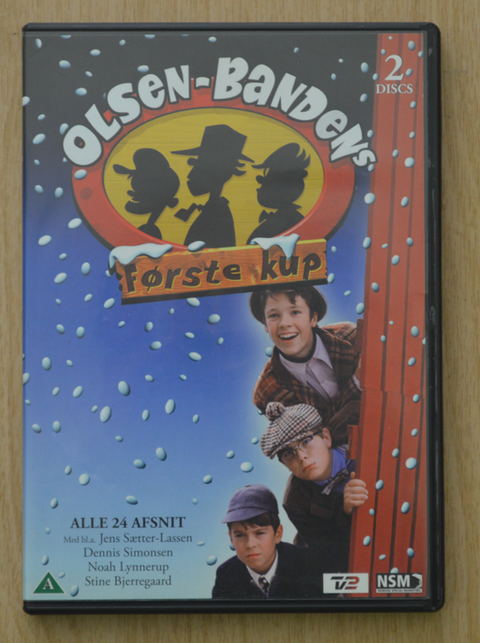 OLSEN-BANDENS
Første kup
2
DISCS
ALLE 24 AFSNIT
Med bl.a. Jens Sætter-Lassen
Dennis Simonsen
Noah Lynnerup
Stine Bjerregaard
A
TV2
NSM